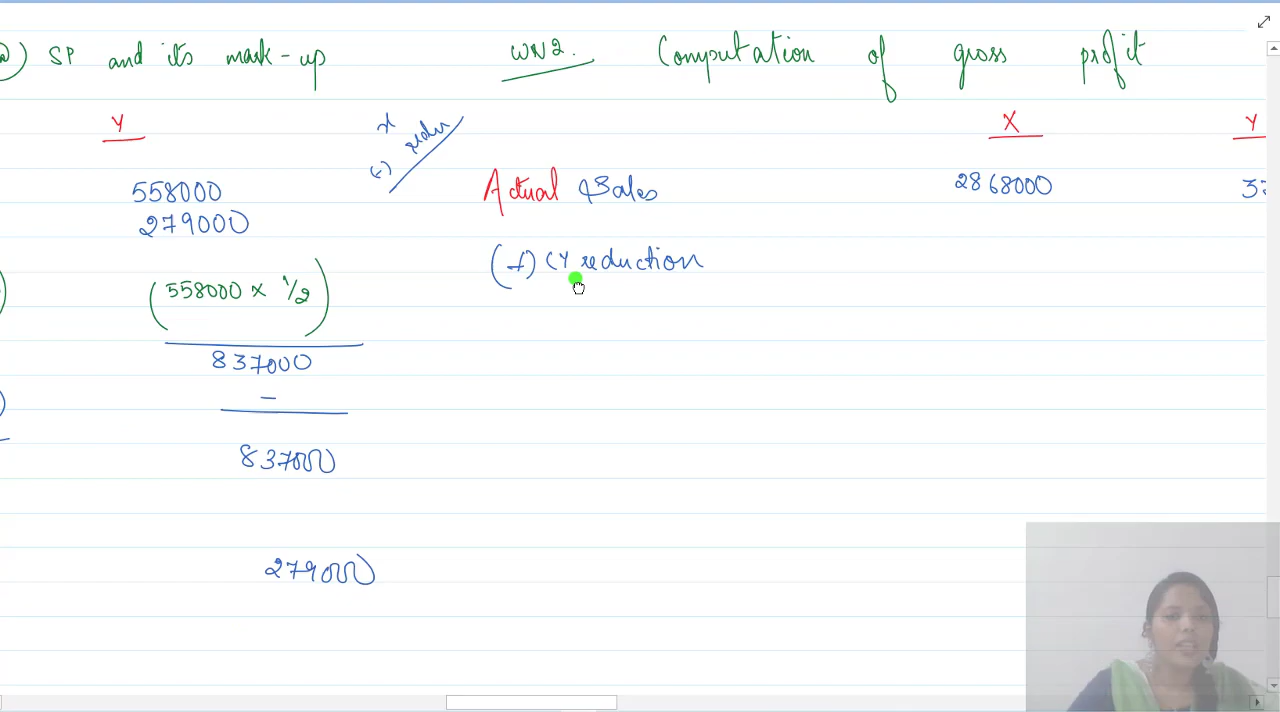 SP and its mark-up
Y
558000
279000
(558000 x 1/2)
837000
-
837000
279000
WN2. Computation of gross profit
X Y
Actual Sales 2868000
(+) CY reduction